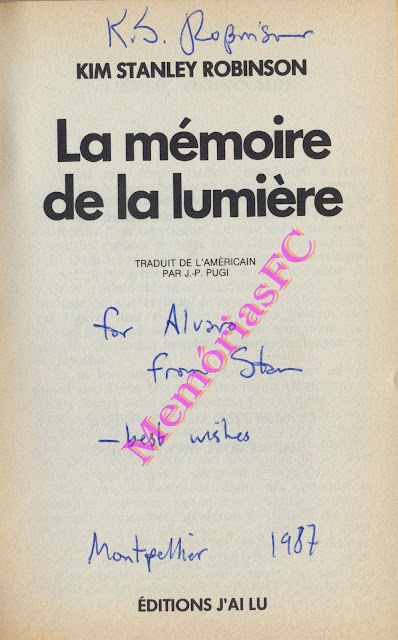 K.S. Robinson
KIM STANLEY ROBINSON
La mémoire
de la lumière
TRADUIT DE L'AMÉRICAIN
PAR J.-P. PUGI
for Alvaro
from Stan
— best wishes
MemóriasFC
Montpellier 1987
ÉDITIONS J'AI LU